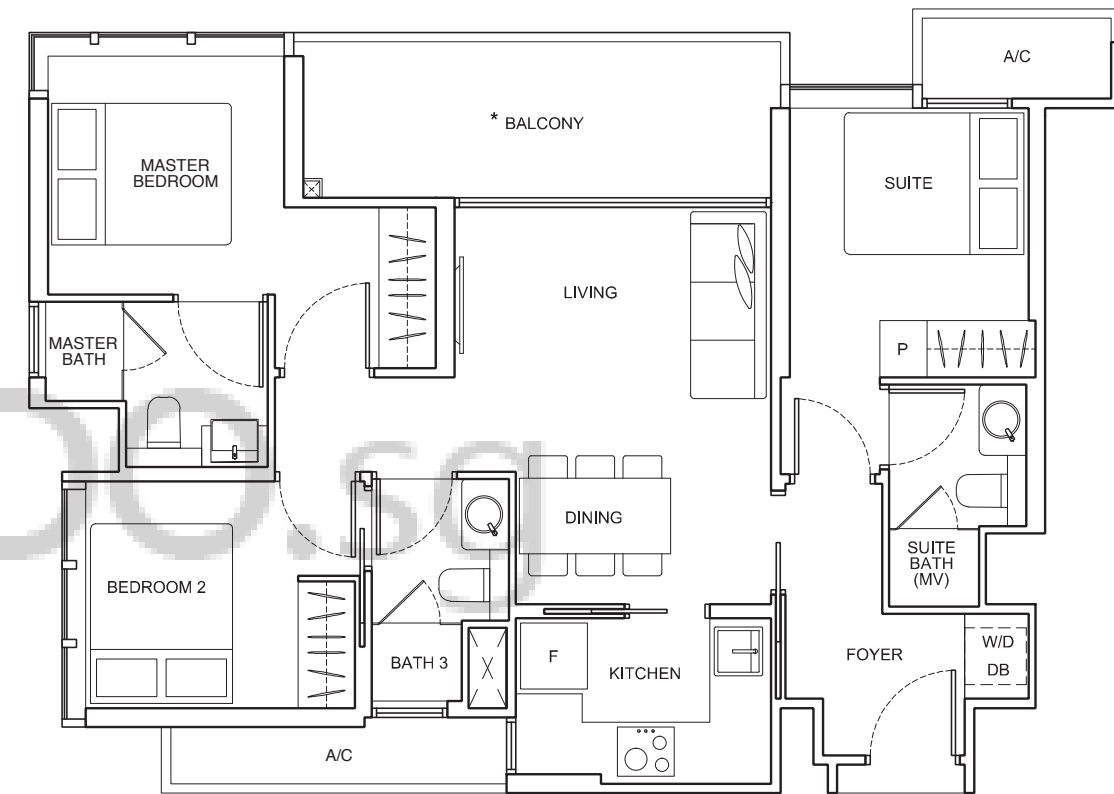 A/C
* BALCONY
MASTER
BEDROOM
SUITE
LIVING
MASTER
BATH
P
DINING
SUITE
BATH
(MV)
BEDROOM 2
BATH 3
F
KITCHEN
FOYER
W/D
DB
A/C